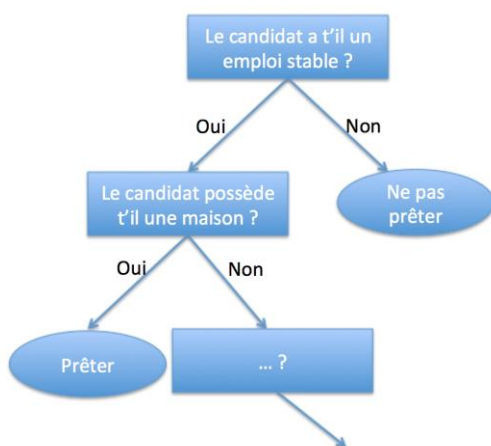 Le candidat a t'il un
emploi stable ?
Oui
Non
Le candidat possède
t'il une maison ?
Ne pas
prêter
Oui
Non
Prêter
... ?